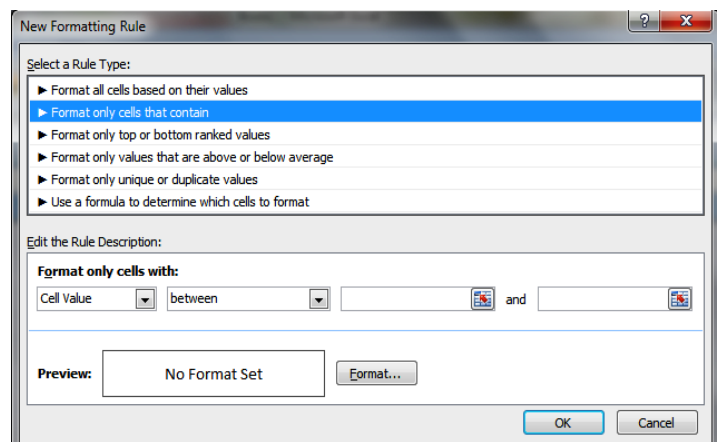 New Formatting Rule
Select a Rule Type:
► Format all cells based on their values
► Format only cells that contain
► Format only top or bottom ranked values
► Format only values that are above or below average
► Format only unique or duplicate values
► Use a formula to determine which cells to format
Edit the Rule Description:
Format only cells with:
Cell Value between and
Preview: No Format Set Format...
OK Cancel